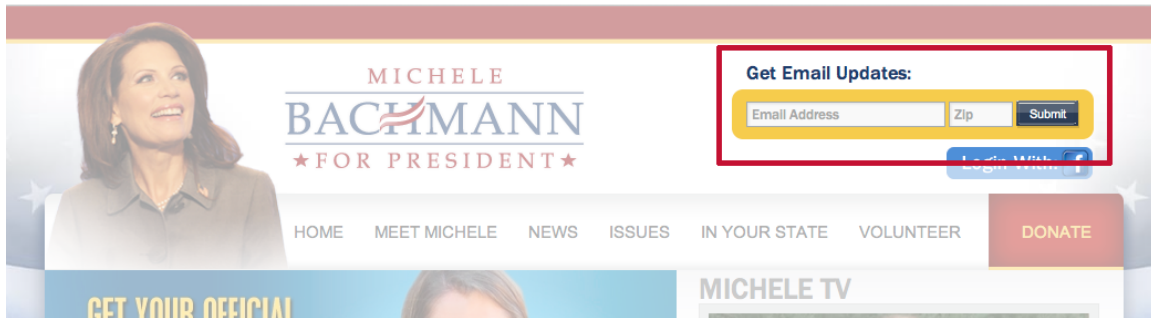 MICHELE
BACHMANN
★FOR PRESIDENT★
Get Email Updates:
Email Address
Zip
Submit
Login With: f
HOME
MEET MICHELE
NEWS
ISSUES
IN YOUR STATE
VOLUNTEER
DONATE
GET YOUR OFFICIAL
MICHELE TV